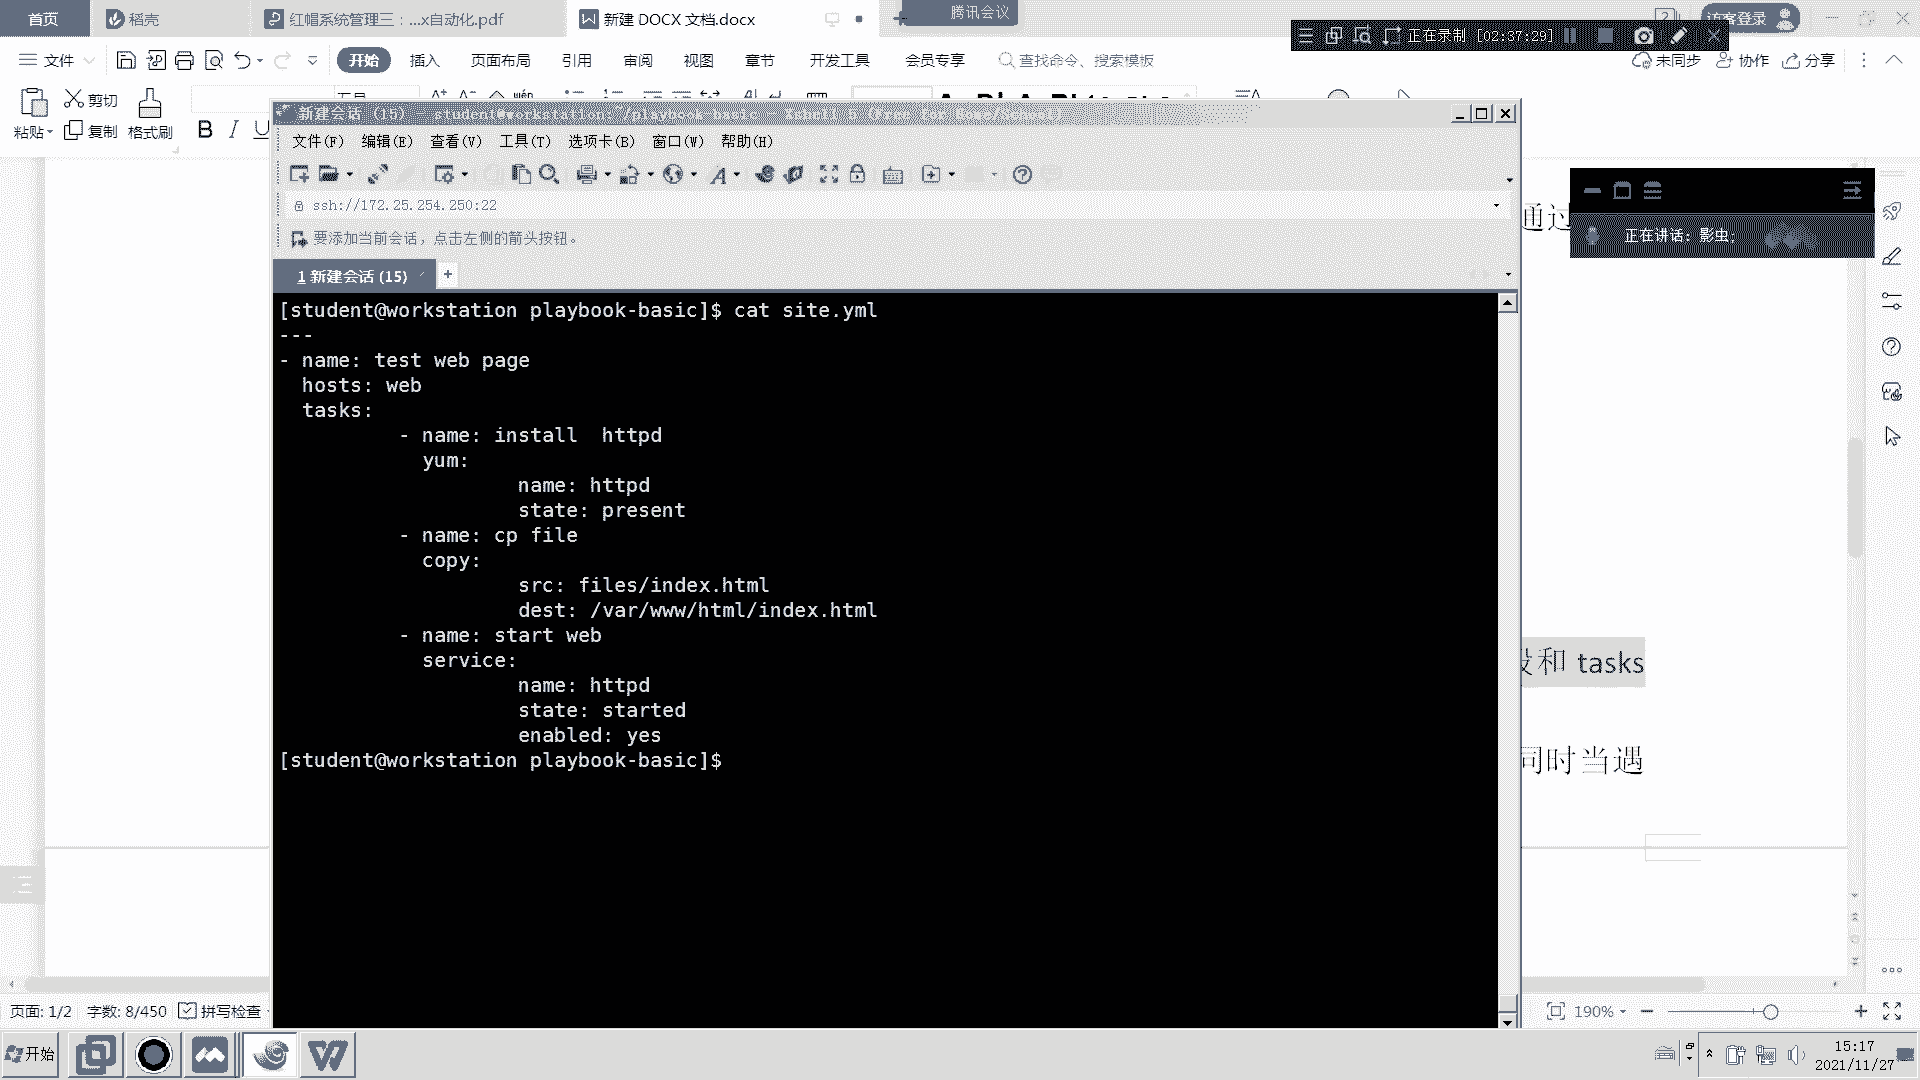 首页
稻壳
红帽系统管理三：...x自动化.pdf
新建 DOCX 文档.docx
腾讯会议
访客登录
正在录制 [02:37:29]
文件
开始
插入
页面布局
引用
审阅
视图
章节
开发工具
会员专享
查找命令、搜索模板
未同步
协作
分享
粘贴
剪切
复制
格式刷
B I U
新建会话 (15) - student@workstation:~/playbook-basic - Xshell 5 (Free for Home/School)
文件(F) 编辑(E) 查看(V) 工具(T) 选项卡(B) 窗口(W) 帮助(H)
ssh://172.25.254.250:22
要添加当前会话，点击左侧的箭头按钮。
1 新建会话 (15)
通过
正在讲话: 影虫;
[student@workstation playbook-basic]$ cat site.yml
---
- name: test web page
  hosts: web
  tasks:
          - name: install  httpd
            yum:
                    name: httpd
                    state: present
          - name: cp file
            copy:
                    src: files/index.html
                    dest: /var/www/html/index.html
          - name: start web
            service:
                    name: httpd
                    state: started
                    enabled: yes
[student@workstation playbook-basic]$
和 tasks
同时当遇
页面: 1/2 字数: 8/450 拼写检查
190%
开始
15:17
2021/11/27